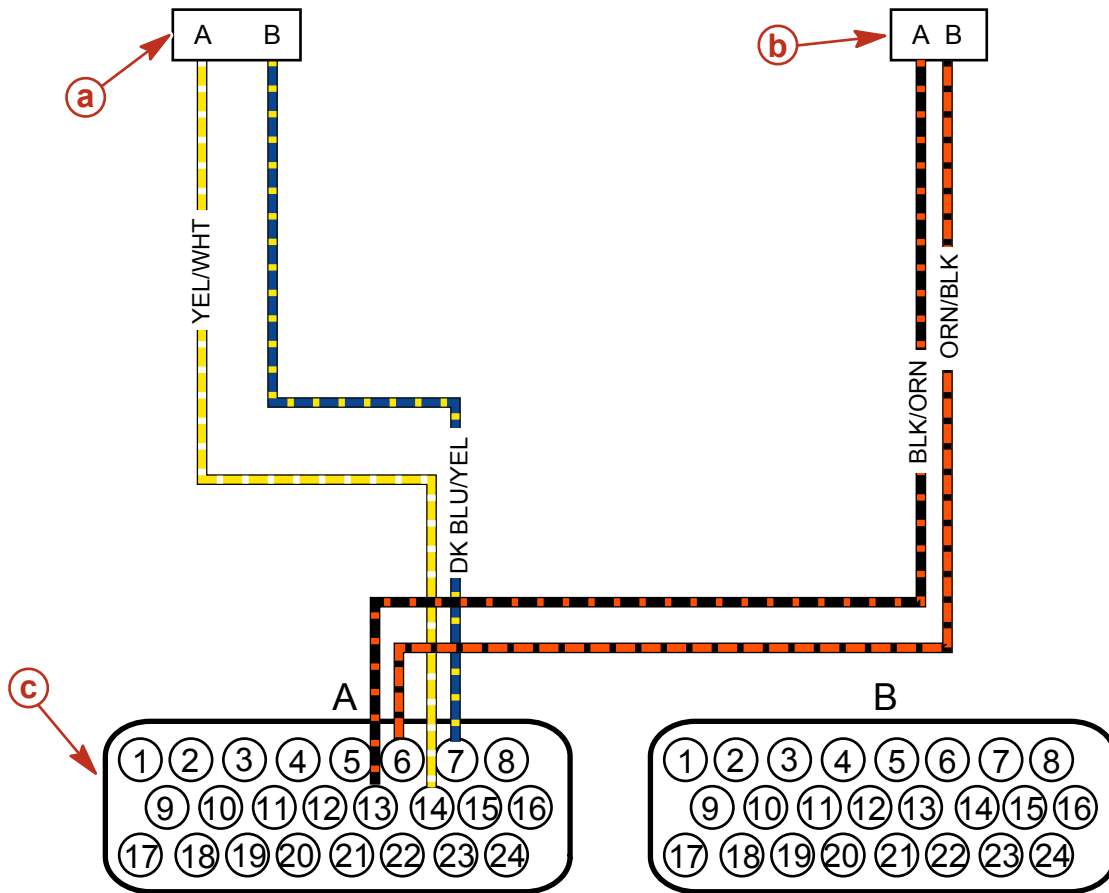 A B
A B
a
b
YEL/WHT
ORN/BLK
BLK/ORN
DK BLU/YEL
c
A
B
1 2 3 4 5 6 7 8
9 10 11 12 13 14 15 16
17 18 19 20 21 22 23 24
1 2 3 4 5 6 7 8
9 10 11 12 13 14 15 16
17 18 19 20 21 22 23 24